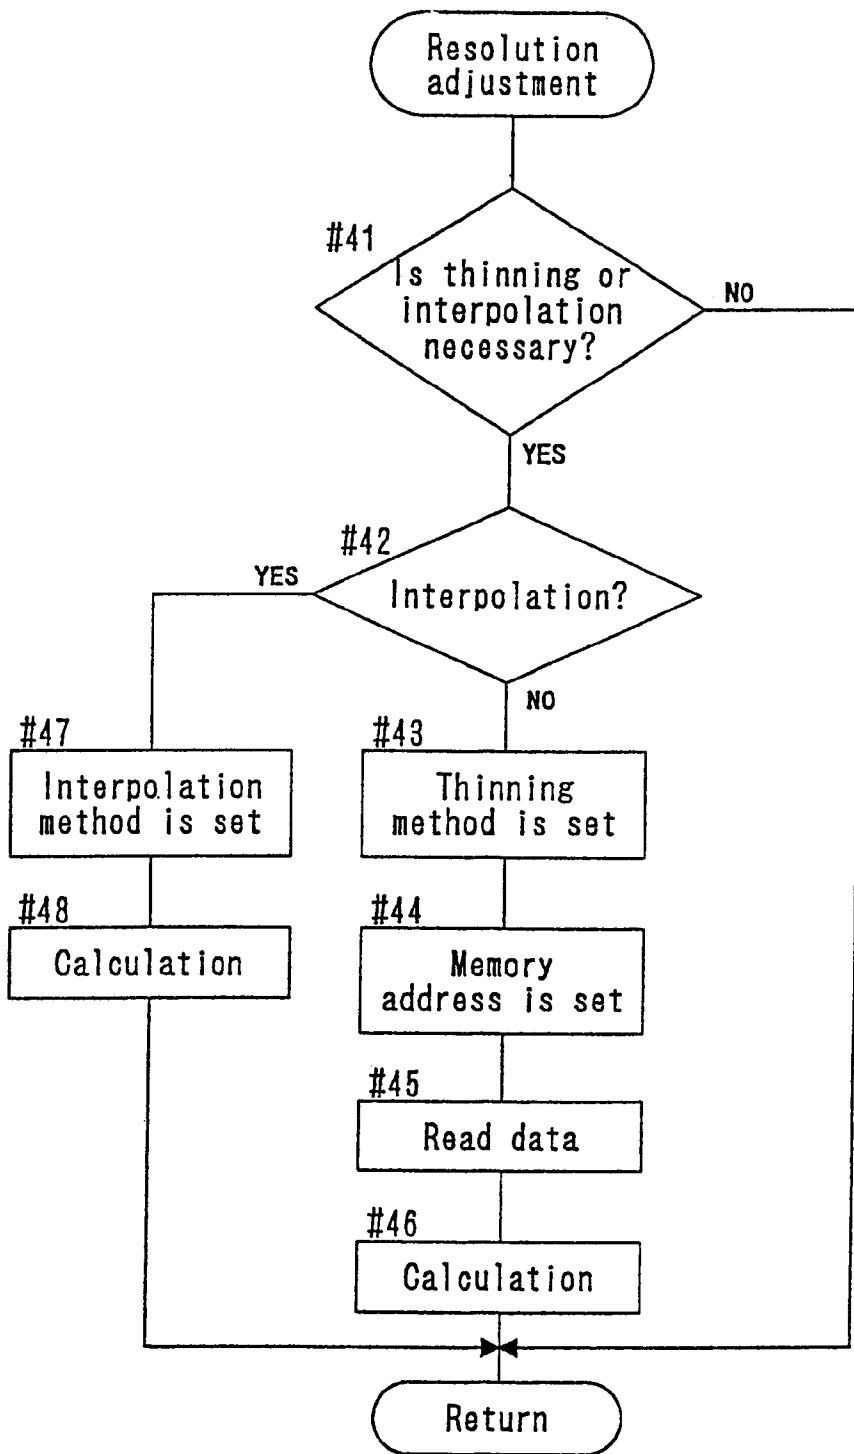 Resolution
adjustment
#41
Is thinning or
interpolation
necessary?
NO
YES
#42
YES
Interpolation?
NO
#47
Interpolation
method is set
#43
Thinning
method is set
#48
Calculation
#44
Memory
address is set
#45
Read data
#46
Calculation
Return